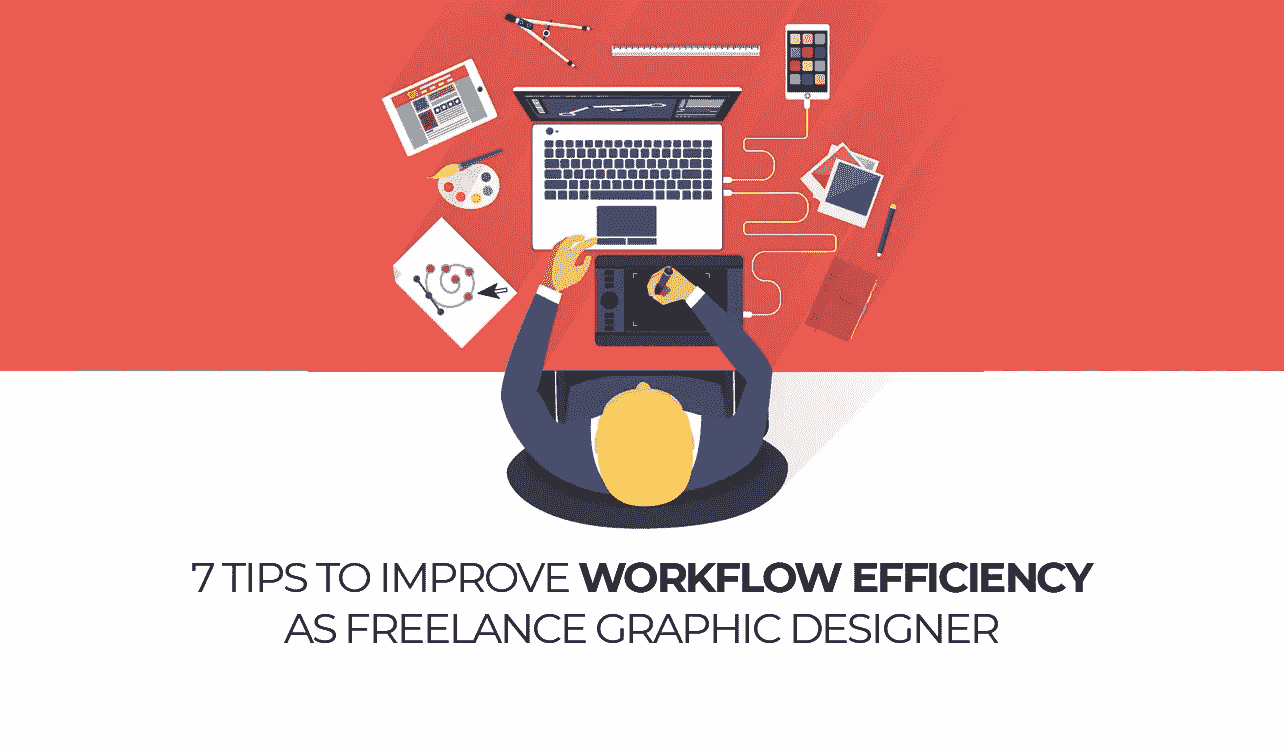 7 TIPS TO IMPROVE WORKFLOW EFFICIENCY
AS FREELANCE GRAPHIC DESIGNER